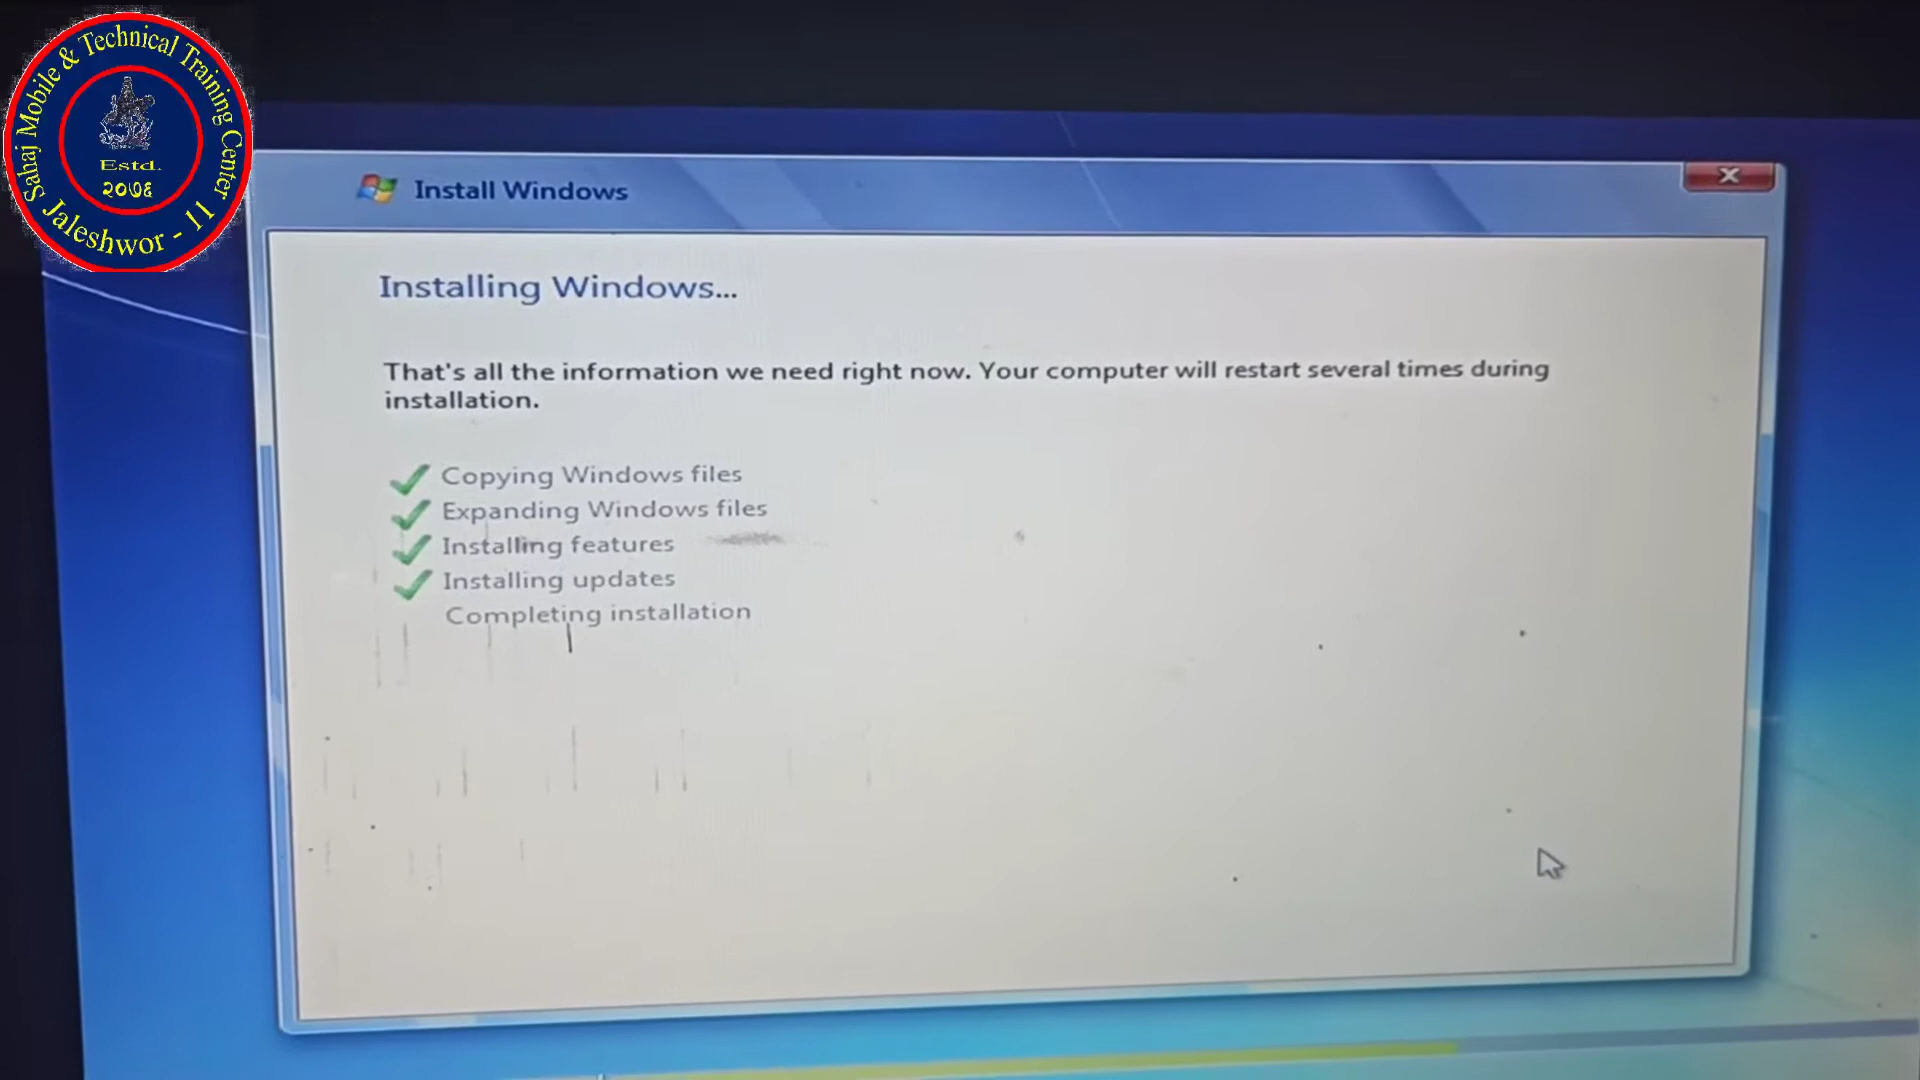 Sahaj Mobile & Technical Training Center
Estd.
२०७६
Jaleshwor - 11
Install Windows
Installing Windows...
That's all the information we need right now. Your computer will restart several times during
installation.
Copying Windows files
Expanding Windows files
Installing features
Installing updates
Completing installation